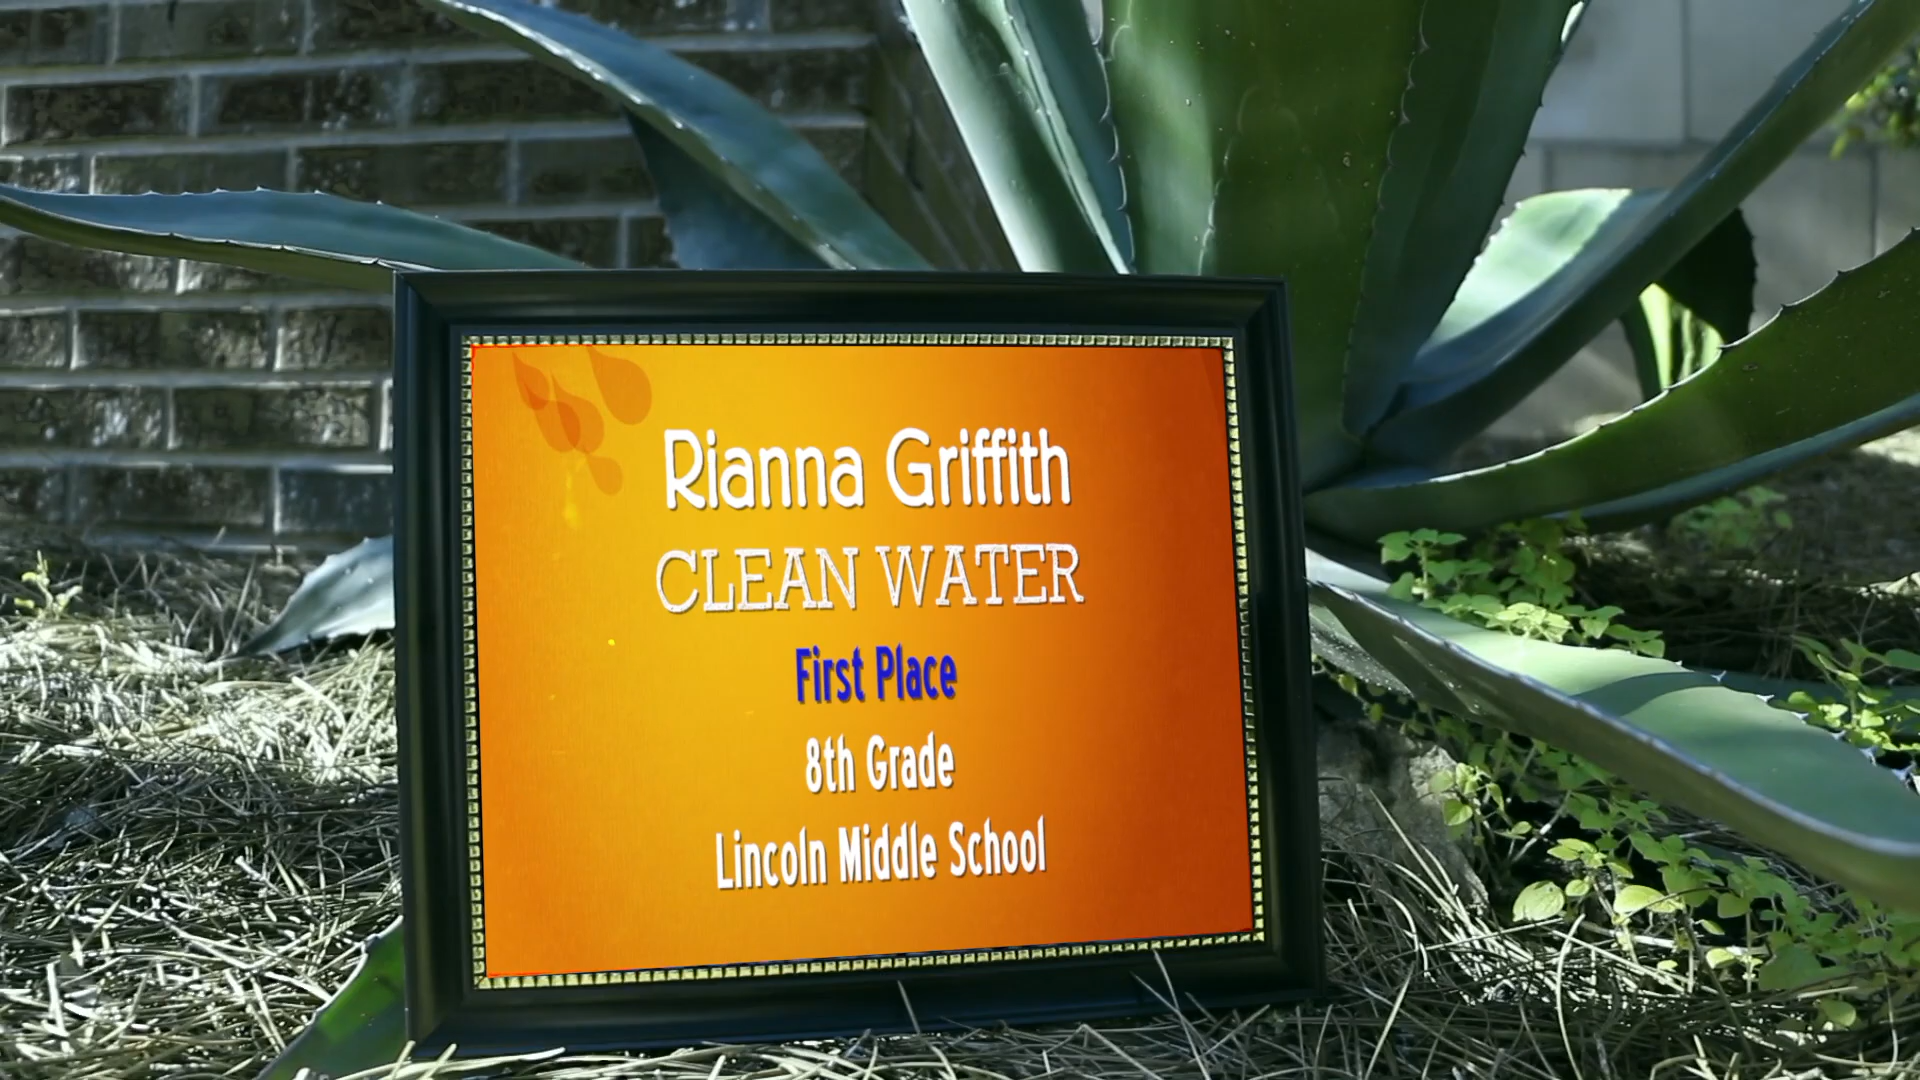 Rianna Griffith
CLEAN WATER
First Place
8th Grade
Lincoln Middle School